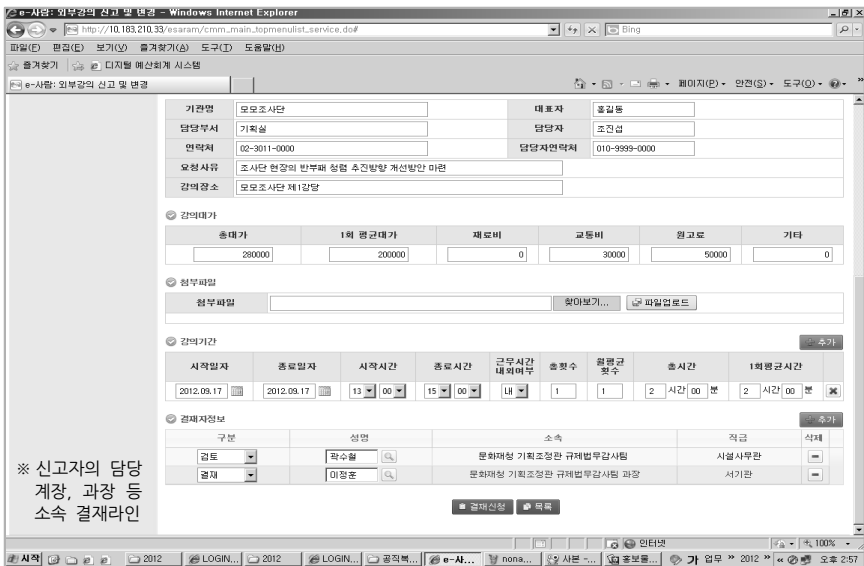 e-사람: 외부강의 신고 및 변경 - Windows Internet Explorer
http://10.183.210.33/esaram/cmm_main_topmenulist_service.do#
Bing
파일(F) 편집(E) 보기(V) 즐겨찾기(A) 도구(T) 도움말(H)
즐겨찾기 디지털 예산회계 시스템
e-사람: 외부강의 신고 및 변경 페이지(P) 안전(S) 도구(O)
기관명 모모조사단 대표자 홍길동
담당부서 기획실 담당자 조진섭
연락처 02-3011-0000 담당자연락처 010-9999-0000
요청사유 조사단 현장의 반부패 청렴 추진방향 개선방안 마련
강의장소 모모조사단 제1강당
강의대가
총대가 1회 평균대가 재료비 교통비 원고료 기타
280000 200000 0 30000 50000 0
첨부파일
첨부파일 찾아보기... 파일업로드
강의기간 추가
시작일자 종료일자 시작시간 종료시간 근무시간 내외여부 총횟수 월평균 횟수 총시간 1회평균시간
2012.09.17 2012.09.17 13 00 15 00 내 1 1 2 시간 00 분 2 시간 00 분
결재자정보 추가
구분 성명 소속 직급 삭제
검토 곽수철 문화재청 기획조정관 규제법무감사팀 시설사무관
결재 이정훈 문화재청 기획조정관 규제법무감사팀 과장 서기관
※ 신고자의 담당
계장, 과장 등
소속 결재라인
결재신청 목록
인터넷 100%
시작 2012 LOGIN... 2012 LOGIN... 공직복... e-사... nona... 사본 -... 홍보물... 가 업무 » 2012 » « 오후 2:57